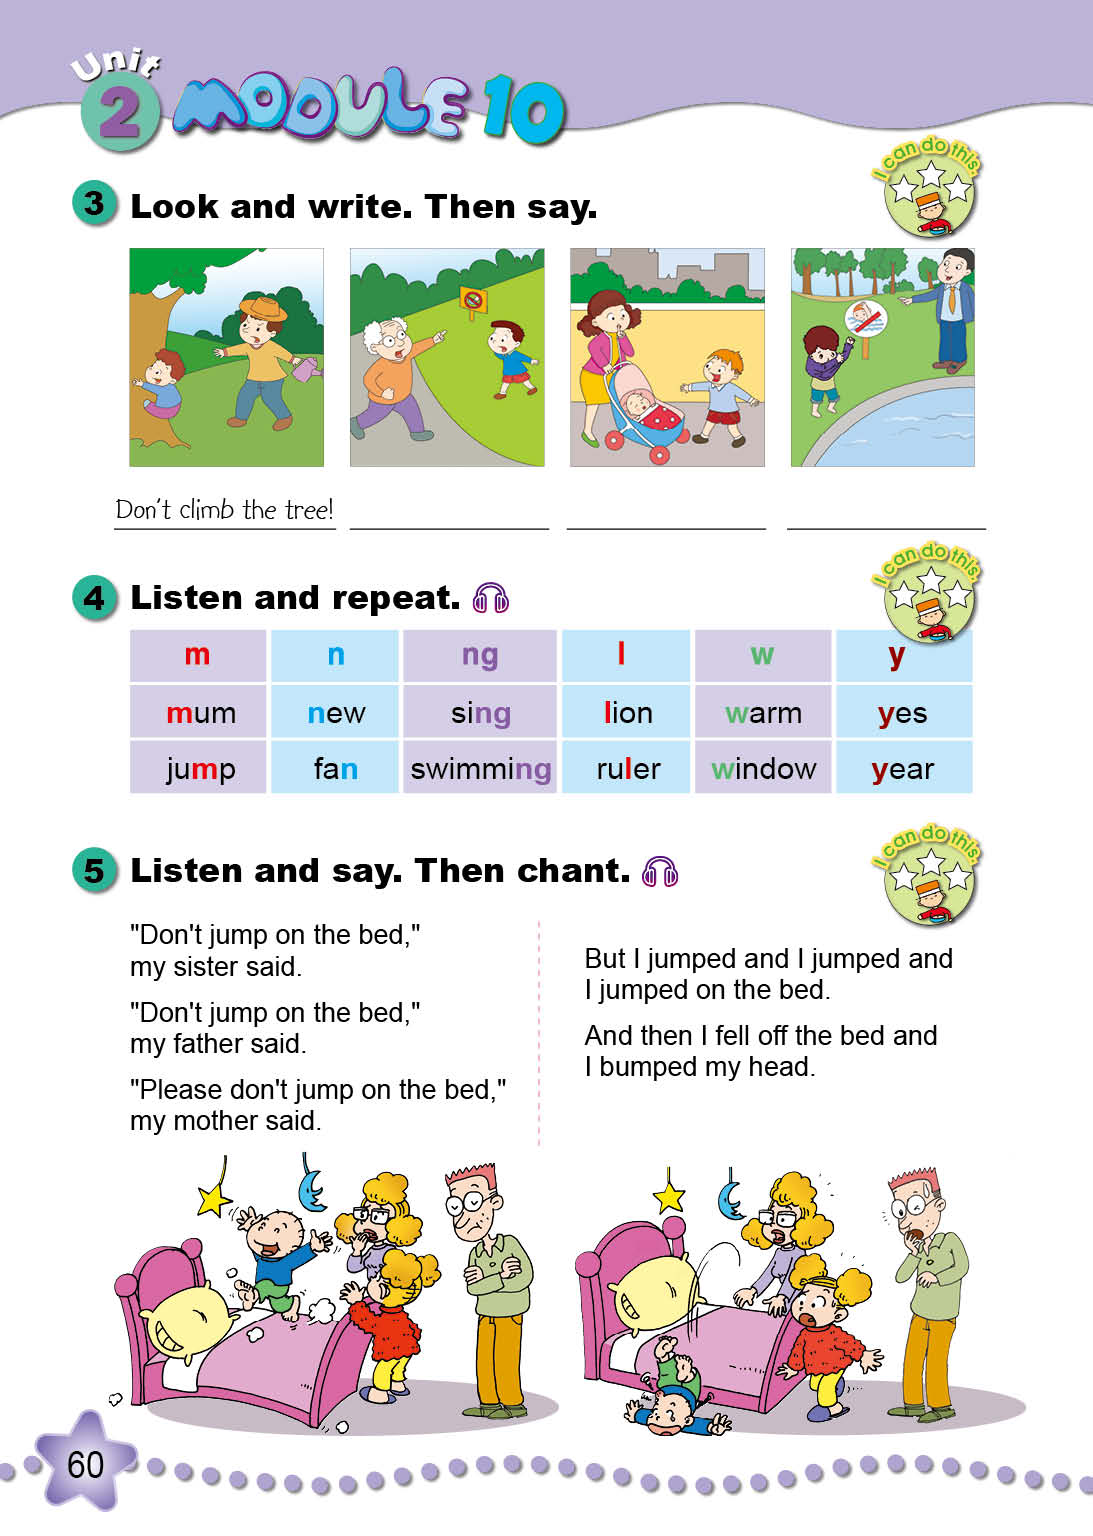 Unit
2 MODULE 10
I can do this.
3 Look and write. Then say.
Don't climb the tree!
I can do this.
4 Listen and repeat.
m n ng l w y
mum new sing lion warm yes
jump fan swimming ruler window year
I can do this.
5 Listen and say. Then chant.
"Don't jump on the bed,"
my sister said.
"Don't jump on the bed,"
my father said.
"Please don't jump on the bed,"
my mother said.
But I jumped and I jumped and
I jumped on the bed.
And then I fell off the bed and
I bumped my head.
60